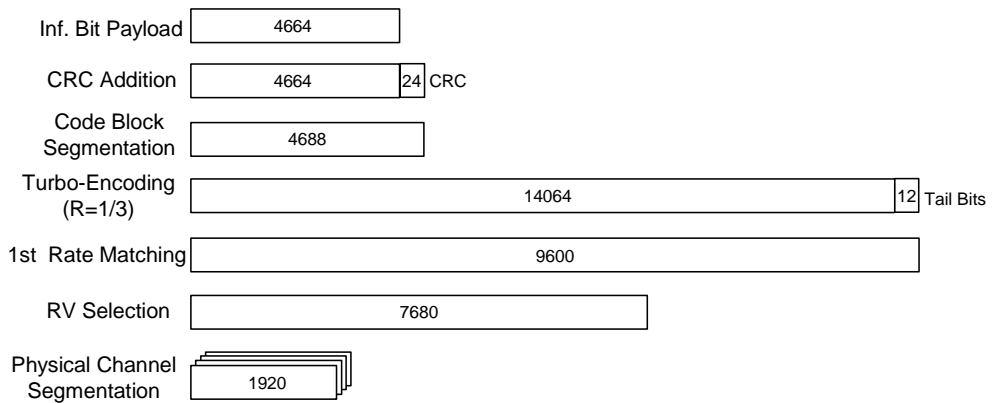 Inf. Bit Payload 4664
CRC Addition 4664 24 CRC
Code Block
Segmentation 4688
Turbo-Encoding
(R=1/3) 14064 12 Tail Bits
1st Rate Matching 9600
RV Selection 7680
Physical Channel
Segmentation 1920